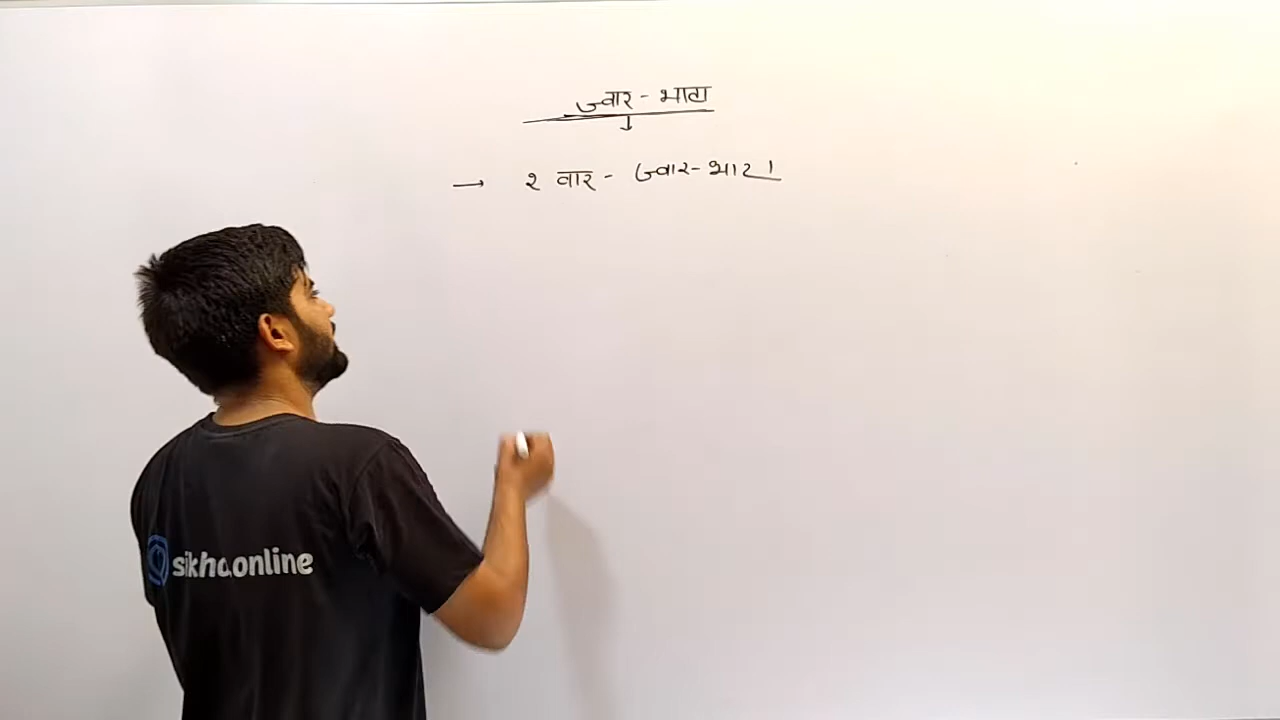 ज्वार - भाटा
→ २ वार - ज्वार-भाटा
sikho.online